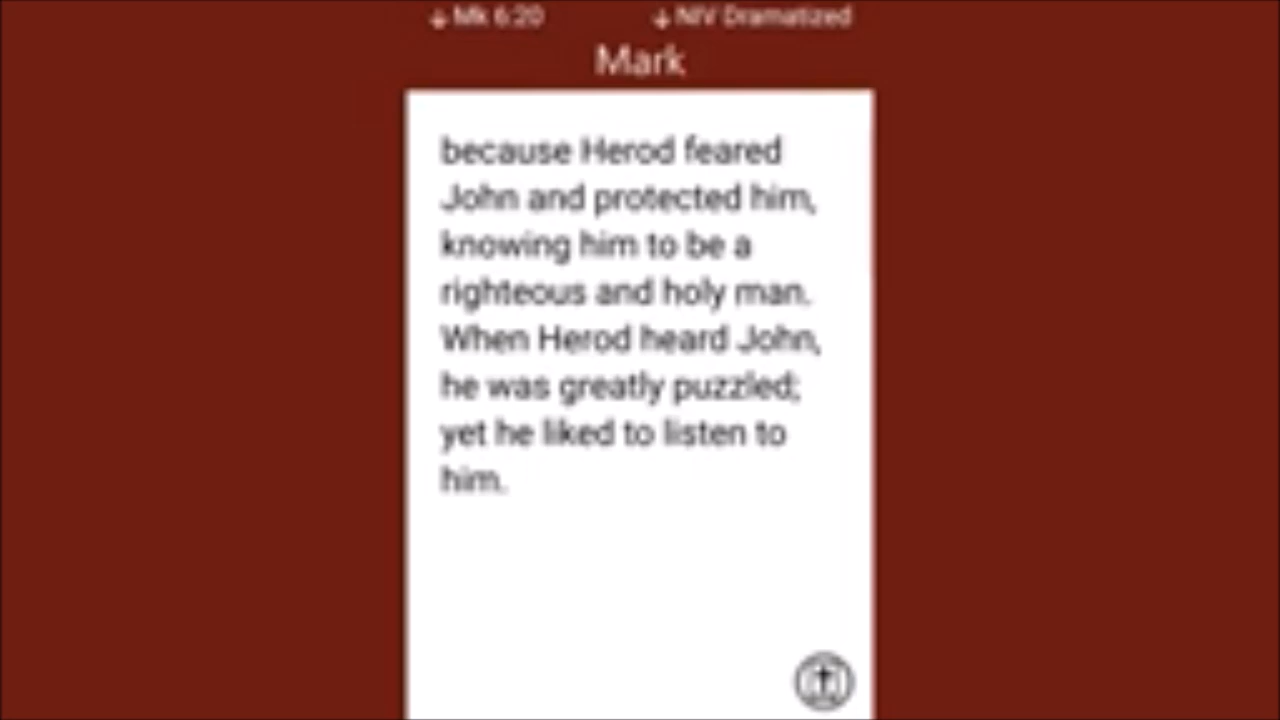 ↓ Mk 6:20 ↓ NIV Dramatized
Mark
because Herod feared
John and protected him,
knowing him to be a
righteous and holy man.
When Herod heard John,
he was greatly puzzled;
yet he liked to listen to
him.